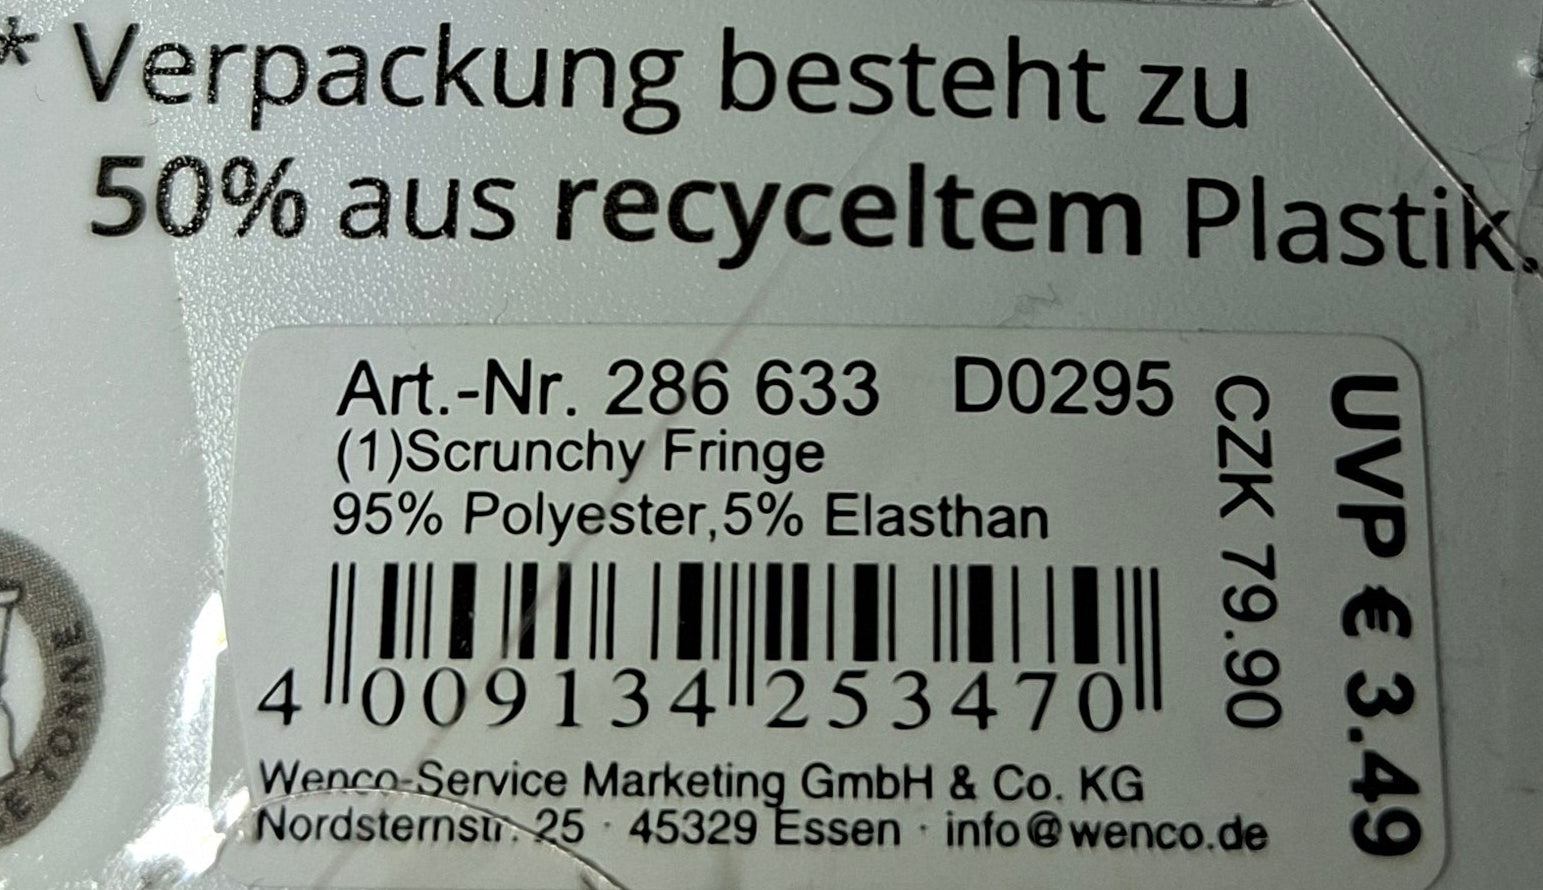 * Verpackung besteht zu
50% aus recyceltem Plastik.
Art.-Nr. 286 633 D0295
(1)Scrunchy Fringe
95% Polyester,5% Elasthan
4 009134 253470
Wenco-Service Marketing GmbH & Co. KG
Nordsternstr. 25 · 45329 Essen · info@wenco.de
CZK 79.90
UVP € 3.49
TONNE